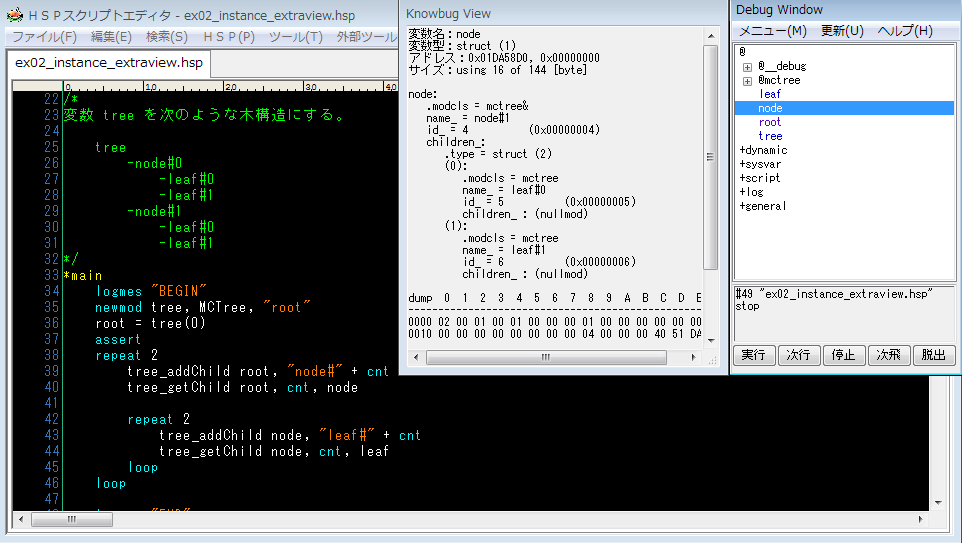 ＨＳＰスクリプトエディタ - ex02_instance_extraview.hsp
ファイル(F) 編集(E) 検索(S) ＨＳＰ(P) ツール(T) 外部ツール
ex02_instance_extraview.hsp
0 1,0 2,0 3,0 4,0
22 /*
23 変数 tree を次のような木構造にする。
24
25 tree
26 -node#0
27 -leaf#0
28 -leaf#1
29 -node#1
30 -leaf#0
31 -leaf#1
32 */
33 *main
34 logmes "BEGIN"
35 newmod tree, MCTree, "root"
36 root = tree(0)
37 assert
38 repeat 2
39 tree_addChild root, "node#" + cnt
40 tree_getChild root, cnt, node
41
42 repeat 2
43 tree_addChild node, "leaf#" + cnt
44 tree_getChild node, cnt, leaf
45 loop
46 loop
47
Knowbug View
変数名：node
変数型：struct (1)
アドレス：0x01DA58D0, 0x00000000
サイズ：using 16 of 144 [byte]
node:
.modcls = mctree&
name_ = node#1
id_ = 4 (0x00000004)
children_:
.type = struct (2)
(0):
.modcls = mctree
name_ = leaf#0
id_ = 5 (0x00000005)
children_ : (nullmod)
(1):
.modcls = mctree
name_ = leaf#1
id_ = 6 (0x00000006)
children_ : (nullmod)
dump 0 1 2 3 4 5 6 7 8 9 A B C D E
----------------------------------------
0000 02 00 01 00 01 00 00 00 01 00 00 00 00 00 00
0010 00 00 00 00 00 00 00 00 04 00 00 00 40 51 DA
Debug Window
メニュー(M) 更新(U) ヘルプ(H)
@
@__debug
@mctree
leaf
node
root
tree
+dynamic
+sysvar
+script
+log
+general
#49 "ex02_instance_extraview.hsp"
stop
実行 次行 停止 次飛 脱出